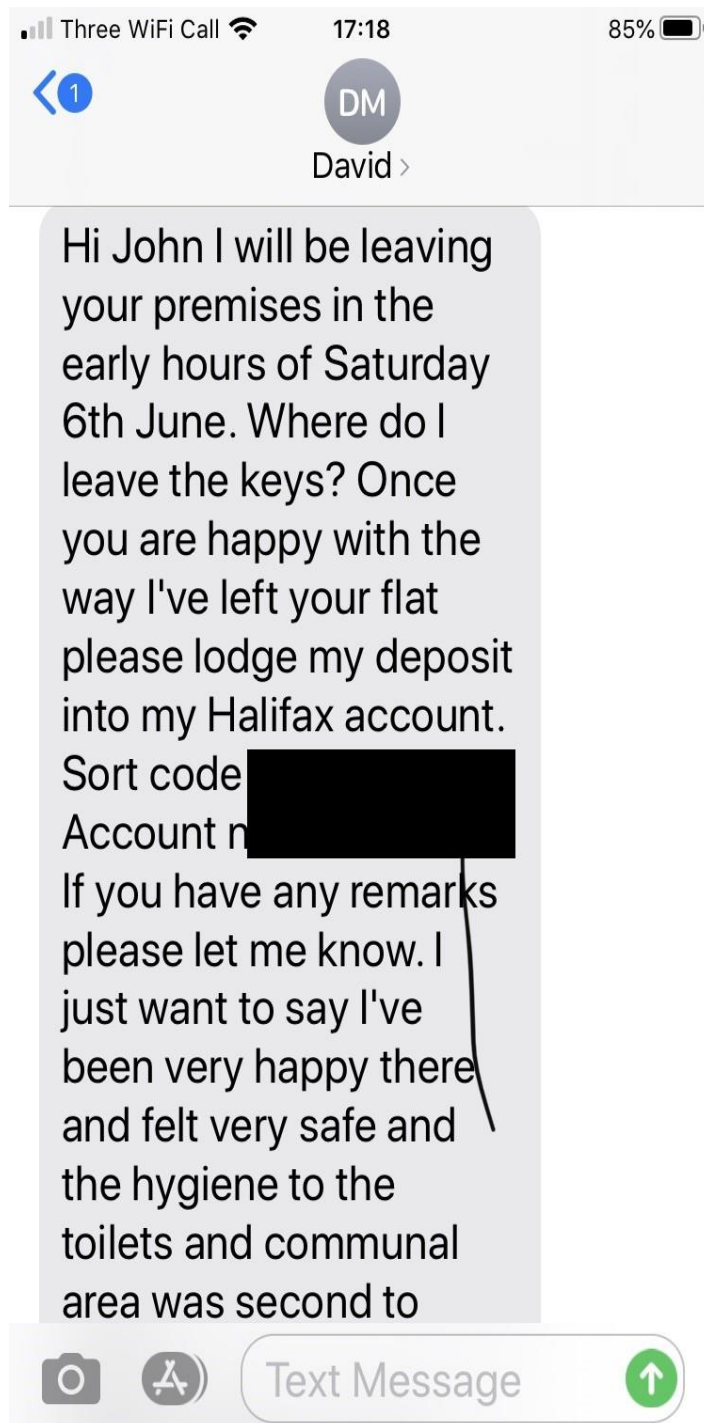 Three WiFi Call 17:18 85%
1
DM
David
Hi John I will be leaving
your premises in the
early hours of Saturday
6th June. Where do I
leave the keys? Once
you are happy with the
way I've left your flat
please lodge my deposit
into my Halifax account.
Sort code
Account n
If you have any remarks
please let me know. I
just want to say I've
been very happy there
and felt very safe and
the hygiene to the
toilets and communal
area was second to
Text Message